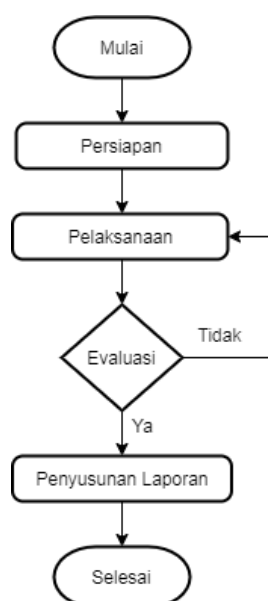 Mulai
Persiapan
Pelaksanaan
Evaluasi
Tidak
Ya
Penyusunan Laporan
Selesai